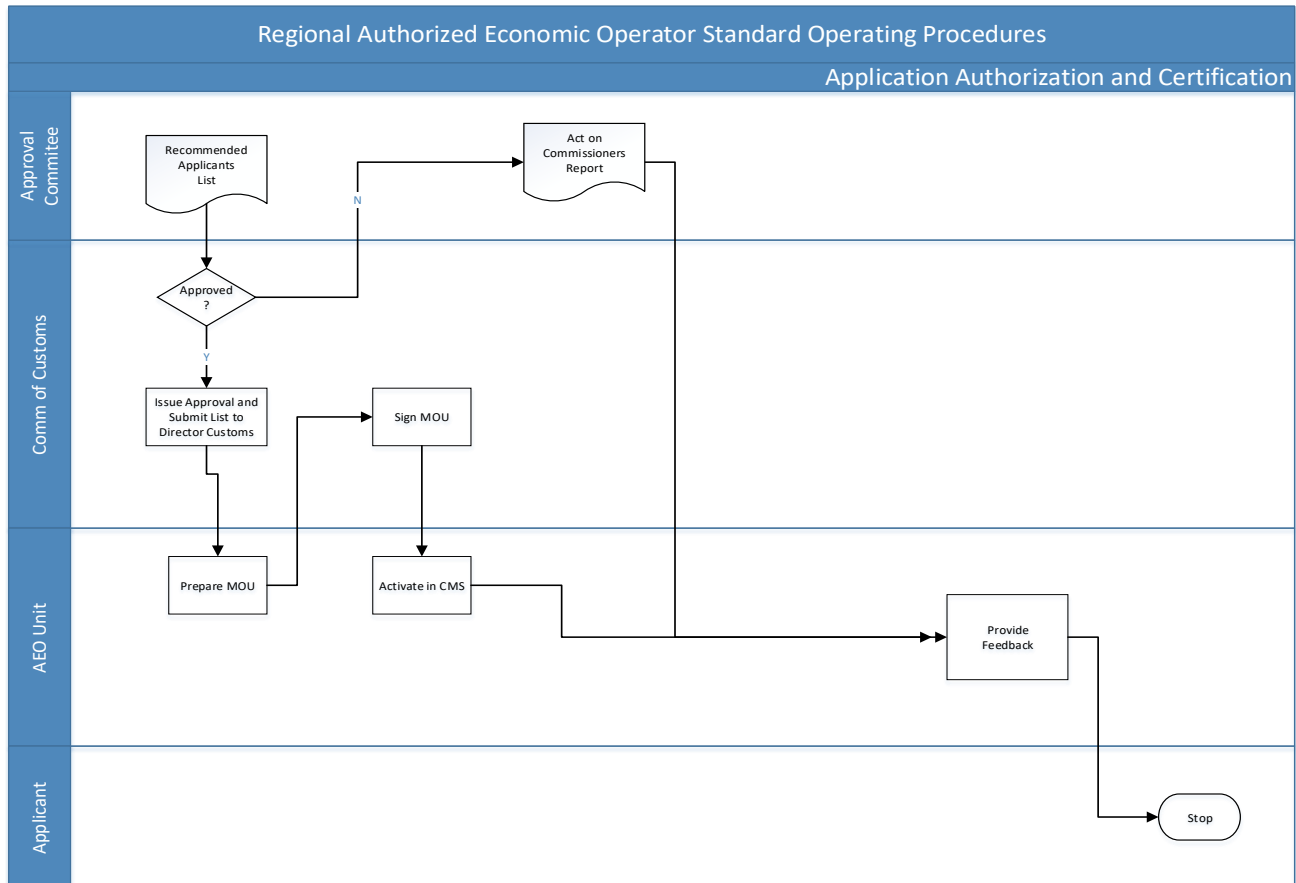 Regional Authorized Economic Operator Standard Operating Procedures
Application Authorization and Certification
Approval
Commitee
Recommended
Applicants
List
Act on
Commissioners
Report
N
Comm of Customs
Approved
?
Y
Issue Approval and
Submit List to
Director Customs
Sign MOU
AEO Unit
Prepare MOU
Activate in CMS
Provide
Feedback
Applicant
Stop